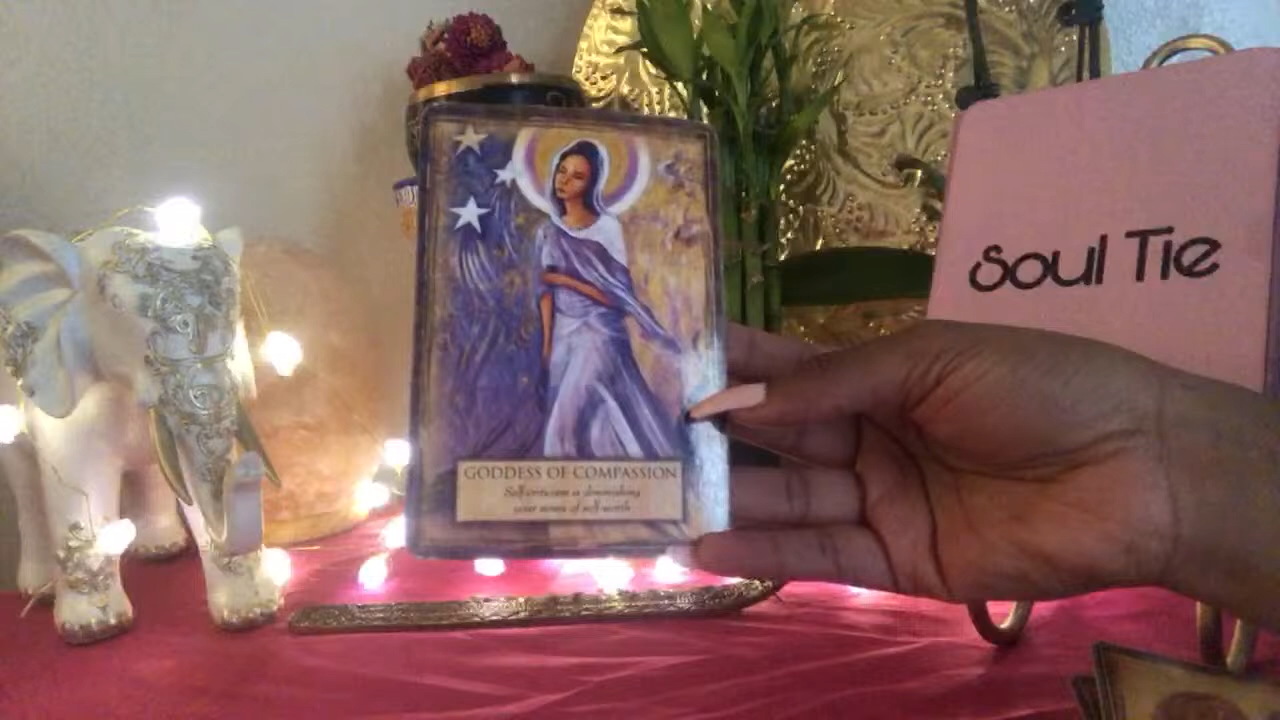 GODDESS OF COMPASSION
Self-criticism is diminishing
your sense of self-worth
Soul Tie